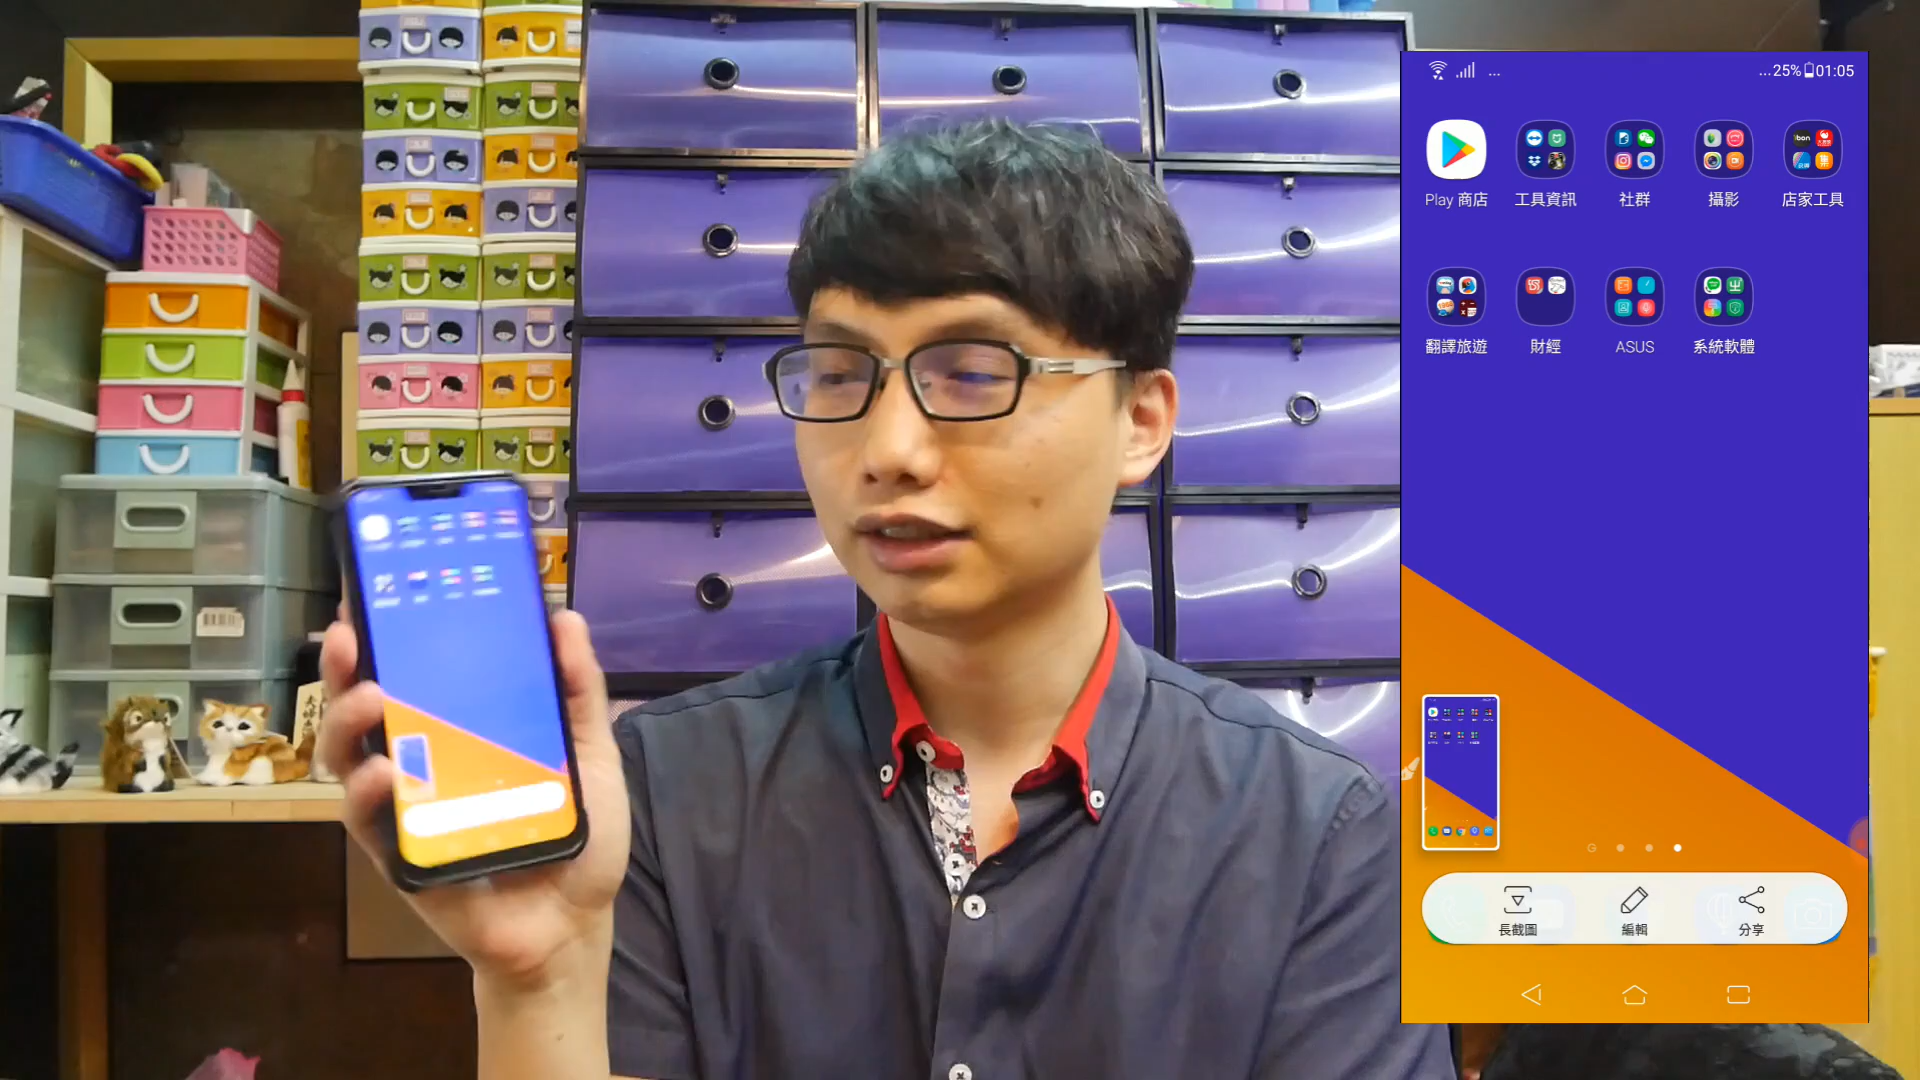 ...25% 01:05
Play 商店
工具資訊
社群
攝影
店家工具
翻譯旅遊
財經
ASUS
系統軟體
長截圖
編輯
分享